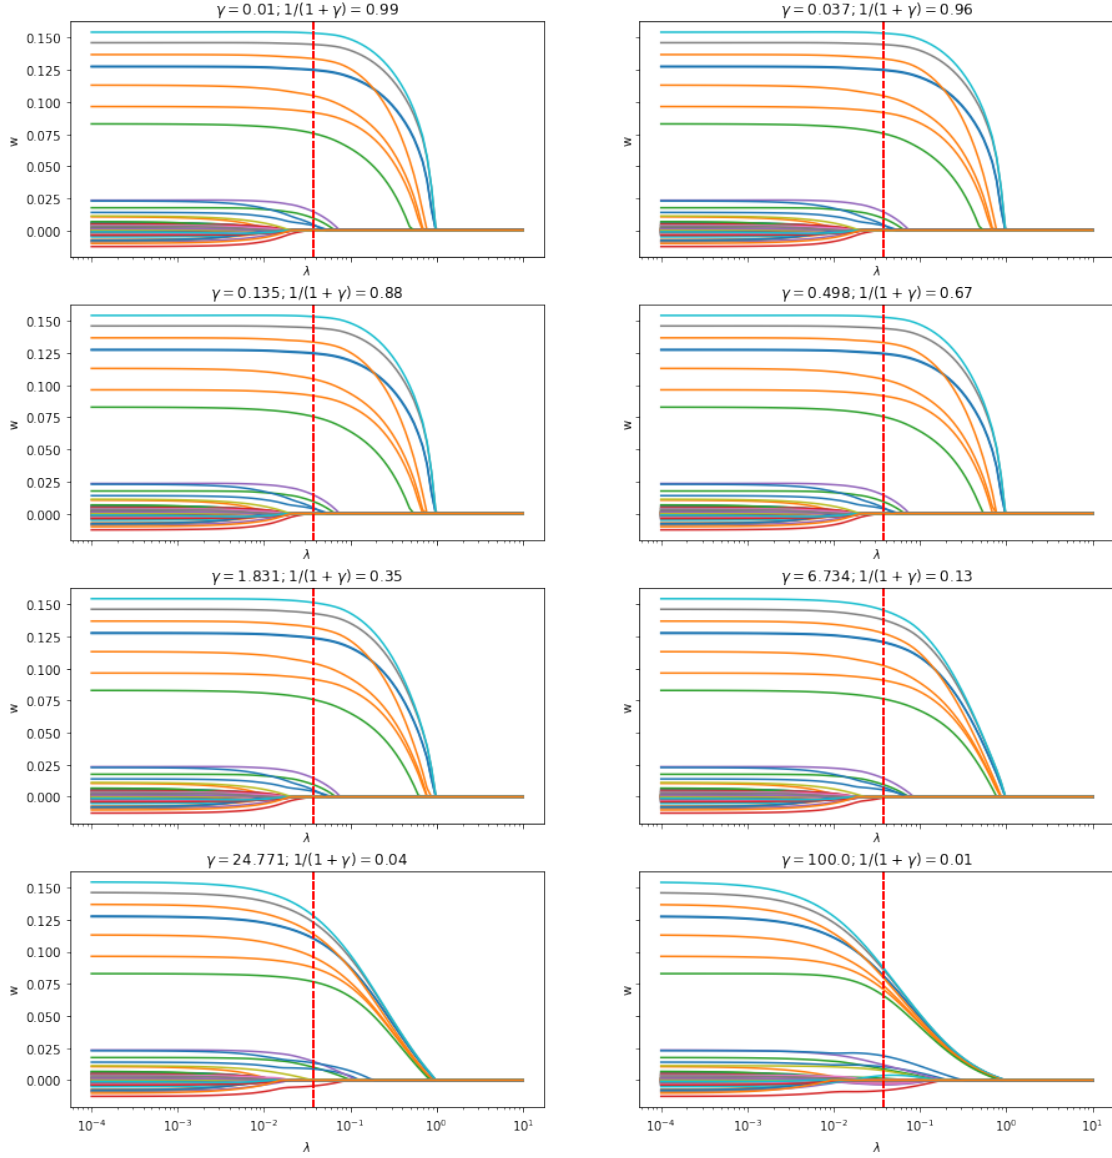 γ = 0.01; 1/(1 + γ) = 0.99
γ = 0.037; 1/(1 + γ) = 0.96
0.150
0.125
0.100
0.075
0.050
0.025
0.000
w
λ
w
λ
γ = 0.135; 1/(1 + γ) = 0.88
γ = 0.498; 1/(1 + γ) = 0.67
0.150
0.125
0.100
0.075
0.050
0.025
0.000
w
λ
w
λ
γ = 1.831; 1/(1 + γ) = 0.35
γ = 6.734; 1/(1 + γ) = 0.13
0.150
0.125
0.100
0.075
0.050
0.025
0.000
w
λ
w
λ
γ = 24.771; 1/(1 + γ) = 0.04
γ = 100.0; 1/(1 + γ) = 0.01
0.150
0.125
0.100
0.075
0.050
0.025
0.000
w
10⁻⁴ 10⁻³ 10⁻² 10⁻¹ 10⁰ 10¹
λ
w
10⁻⁴ 10⁻³ 10⁻² 10⁻¹ 10⁰ 10¹
λ